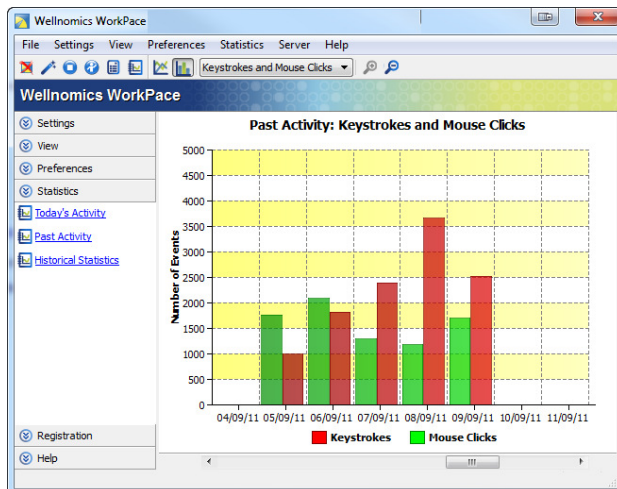 Wellnomics WorkPace
File Settings View Preferences Statistics Server Help
Keystrokes and Mouse Clicks
Wellnomics WorkPace
Settings
View
Preferences
Statistics
Today's Activity
Past Activity
Historical Statistics
Registration
Help
Past Activity: Keystrokes and Mouse Clicks
Number of Events
5000
4500
4000
3500
3000
2500
2000
1500
1000
500
0
04/09/11 05/09/11 06/09/11 07/09/11 08/09/11 09/09/11 10/09/11 11/09/11
Keystrokes Mouse Clicks